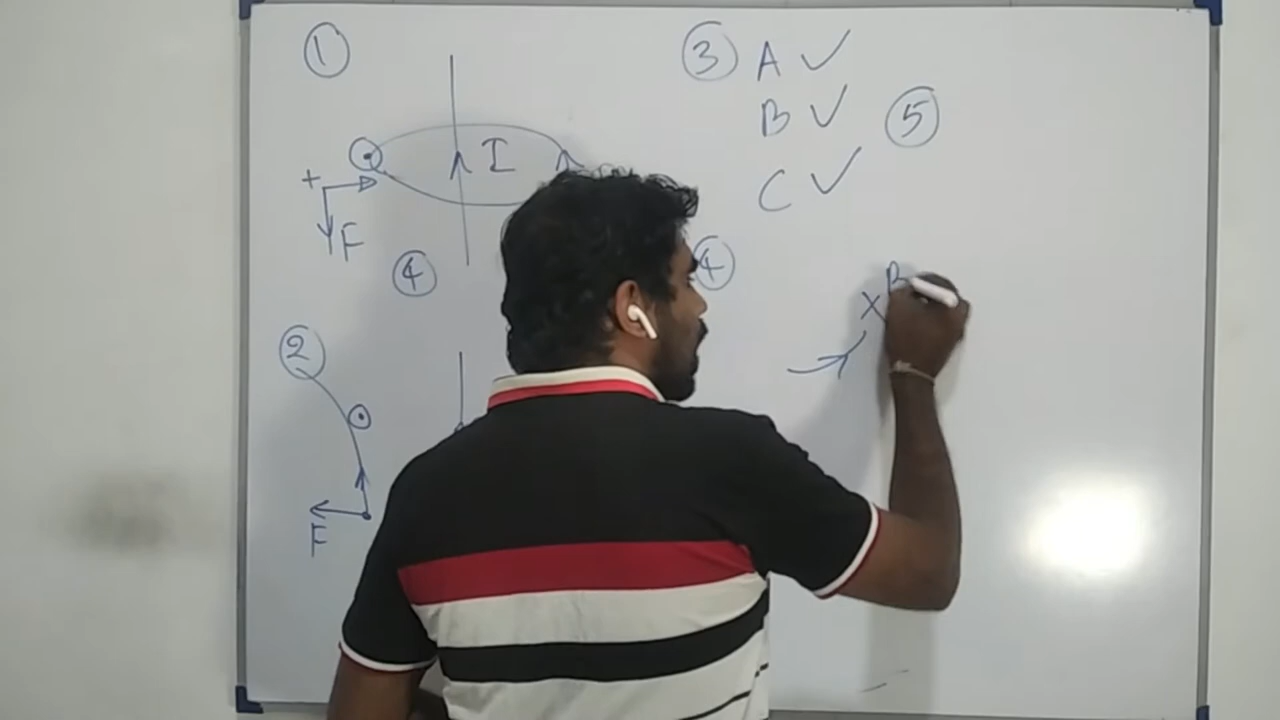 ①
I
+
F
④
②
F
③ A ✓
B ✓
C ✓
⑤
④
x B